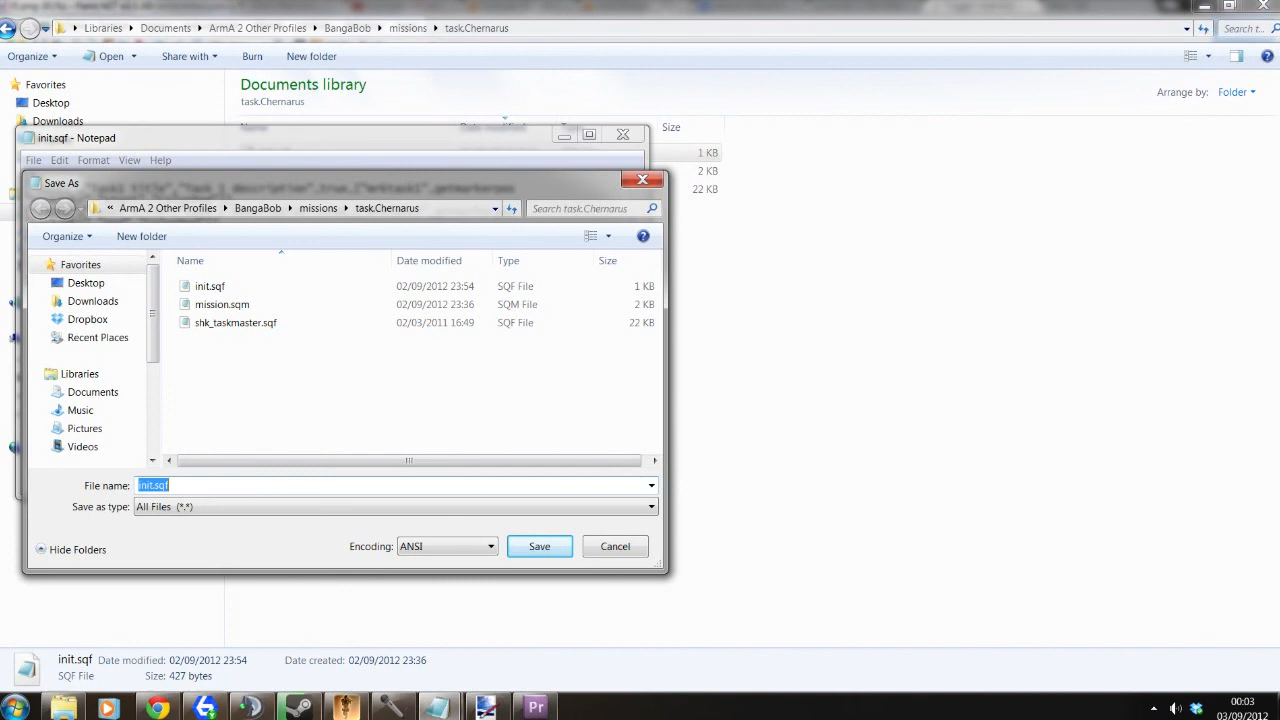 Libraries Documents ArmA 2 Other Profiles BangaBob missions task.Chernarus Search t...
Organize Open Share with Burn New folder
Favorites
Desktop
Downloads
Documents library
task.Chernarus
Arrange by: Folder
Size
1 KB
2 KB
22 KB
init.sqf - Notepad
File Edit Format View Help
Save As
« ArmA 2 Other Profiles BangaBob missions task.Chernarus Search task.Chernarus
Organize New folder
Name Date modified Type Size
init.sqf 02/09/2012 23:54 SQF File 1 KB
mission.sqm 02/09/2012 23:36 SQM File 2 KB
shk_taskmaster.sqf 02/03/2011 16:49 SQF File 22 KB
Favorites
Desktop
Downloads
Dropbox
Recent Places
Libraries
Documents
Music
Pictures
Videos
File name: init.sqf
Save as type: All Files (*.*)
Hide Folders Encoding: ANSI Save Cancel
init.sqf Date modified: 02/09/2012 23:54 Date created: 02/09/2012 23:36
SQF File Size: 427 bytes
Pr
00:03
03/09/2012